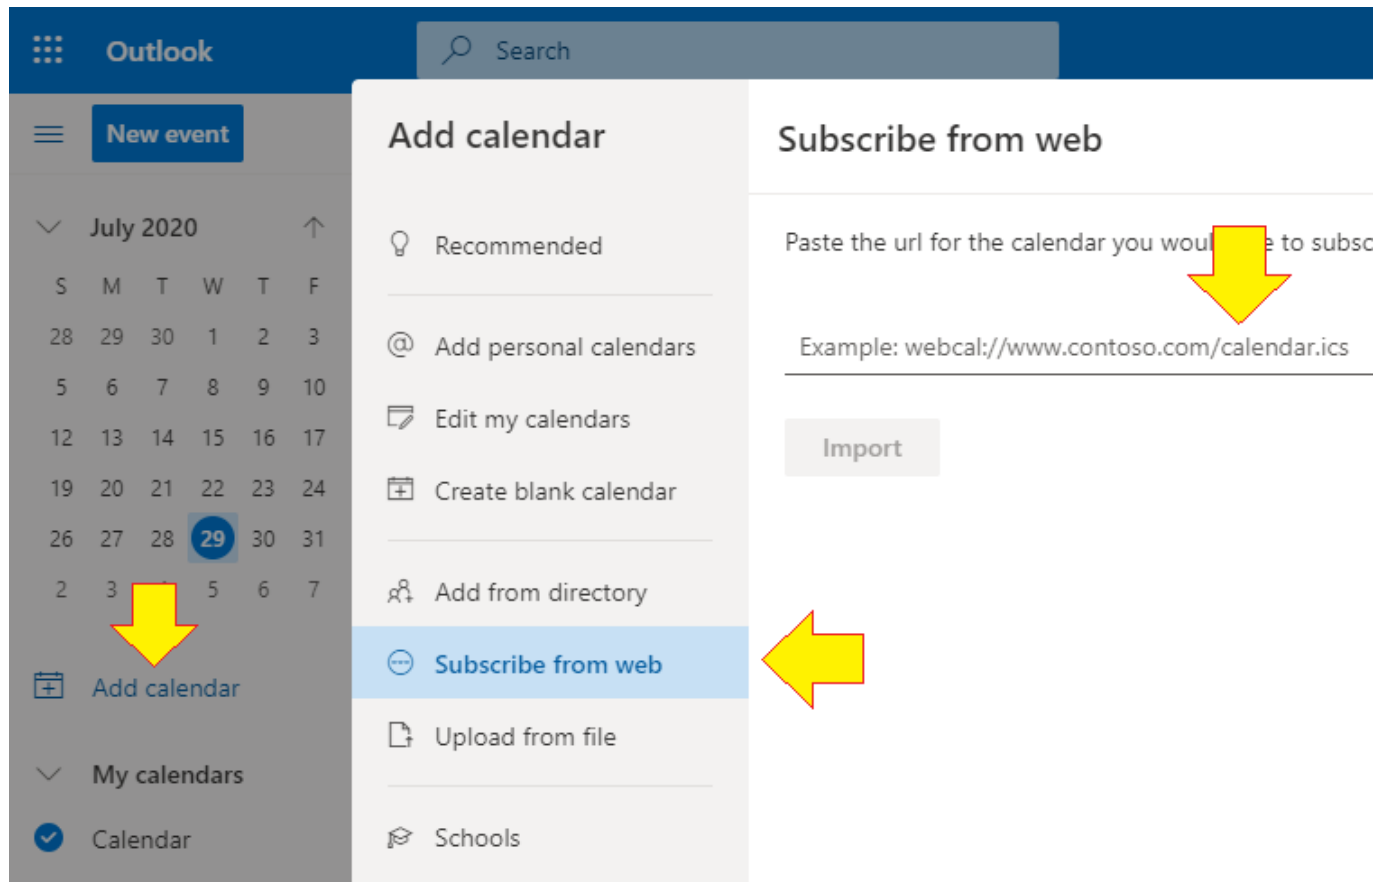 Outlook
Search
New event
July 2020
S M T W T F
28 29 30 1 2 3
5 6 7 8 9 10
12 13 14 15 16 17
19 20 21 22 23 24
26 27 28 29 30 31
2 3 5 6 7
Add calendar
My calendars
Calendar
Add calendar
Recommended
Add personal calendars
Edit my calendars
Create blank calendar
Add from directory
Subscribe from web
Upload from file
Schools
Subscribe from web
Paste the url for the calendar you to
Example: webcal://www.contoso.com/calendar.ics
Import